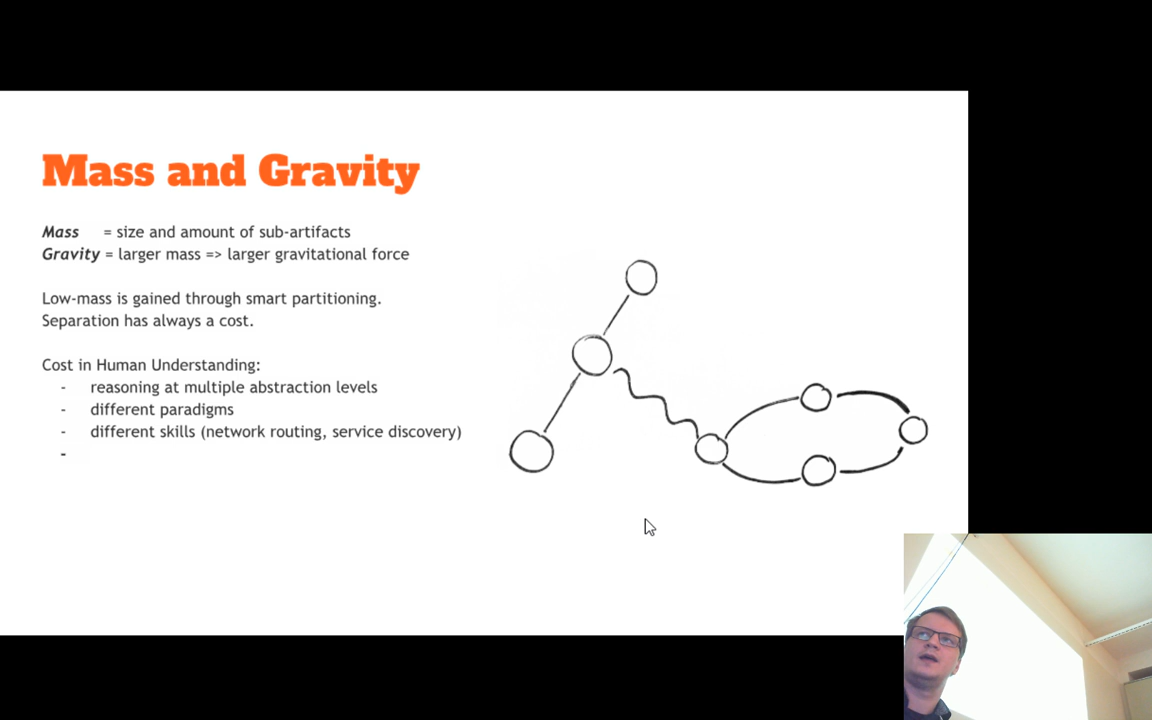 Mass and Gravity
Mass = size and amount of sub-artifacts
Gravity = larger mass => larger gravitational force
Low-mass is gained through smart partitioning.
Separation has always a cost.
Cost in Human Understanding:
- reasoning at multiple abstraction levels
- different paradigms
- different skills (network routing, service discovery)
-